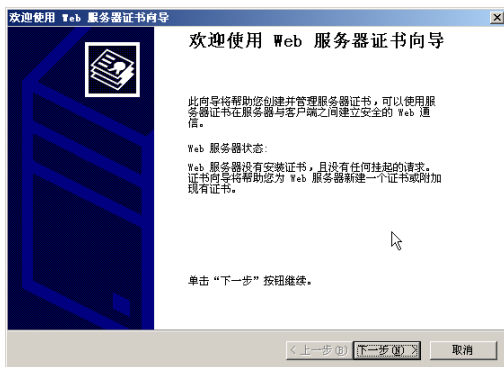 欢迎使用 Web 服务器证书向导
欢迎使用 Web 服务器证书向导
此向导将帮助您创建并管理服务器证书，可以使用服
务器证书在服务器与客户端之间建立安全的 Web 通
信。
Web 服务器状态:
Web 服务器没有安装证书，且没有任何挂起的请求。
证书向导将帮助您为 Web 服务器新建一个证书或附加
现有证书。
单击“下一步”按钮继续。
< 上一步(B) 下一步(N) > 取消